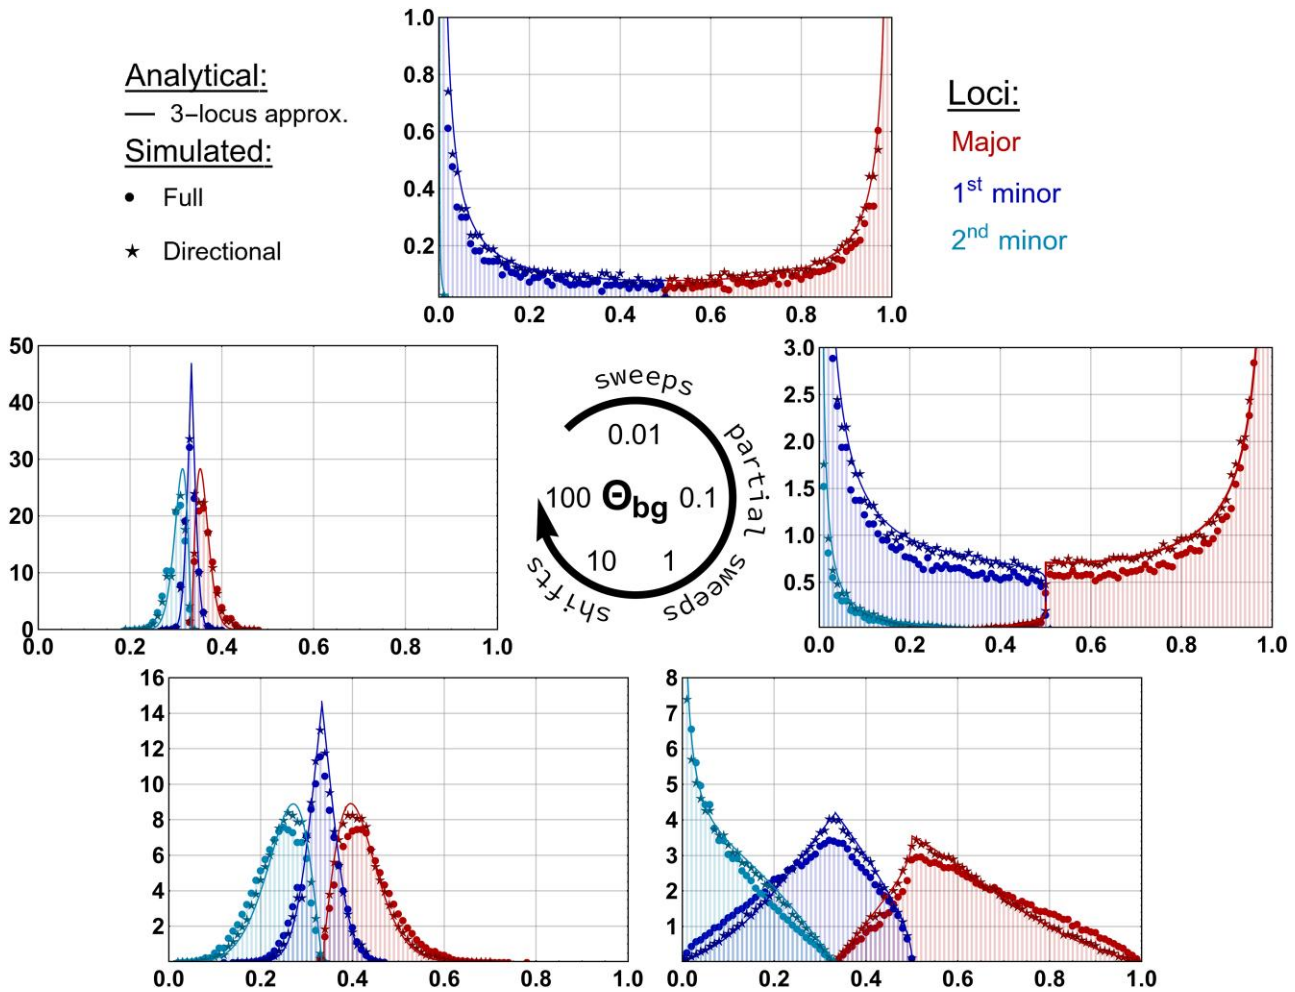 Analytical:
— 3−locus approx.
Simulated:
● Full
★ Directional
1.0
0.8
0.6
0.4
0.2
0.0 0.2 0.4 0.6 0.8 1.0
Loci:
Major
1st minor
2nd minor
50
40
30
20
10
0
0.0 0.2 0.4 0.6 0.8 1.0
sweeps
partial sweeps
shifts
0.01
100 Θbg 0.1
10 1
3.0
2.5
2.0
1.5
1.0
0.5
0.0 0.2 0.4 0.6 0.8 1.0
16
14
12
10
8
6
4
2
0.0 0.2 0.4 0.6 0.8 1.0
8
7
6
5
4
3
2
1
0.0 0.2 0.4 0.6 0.8 1.0